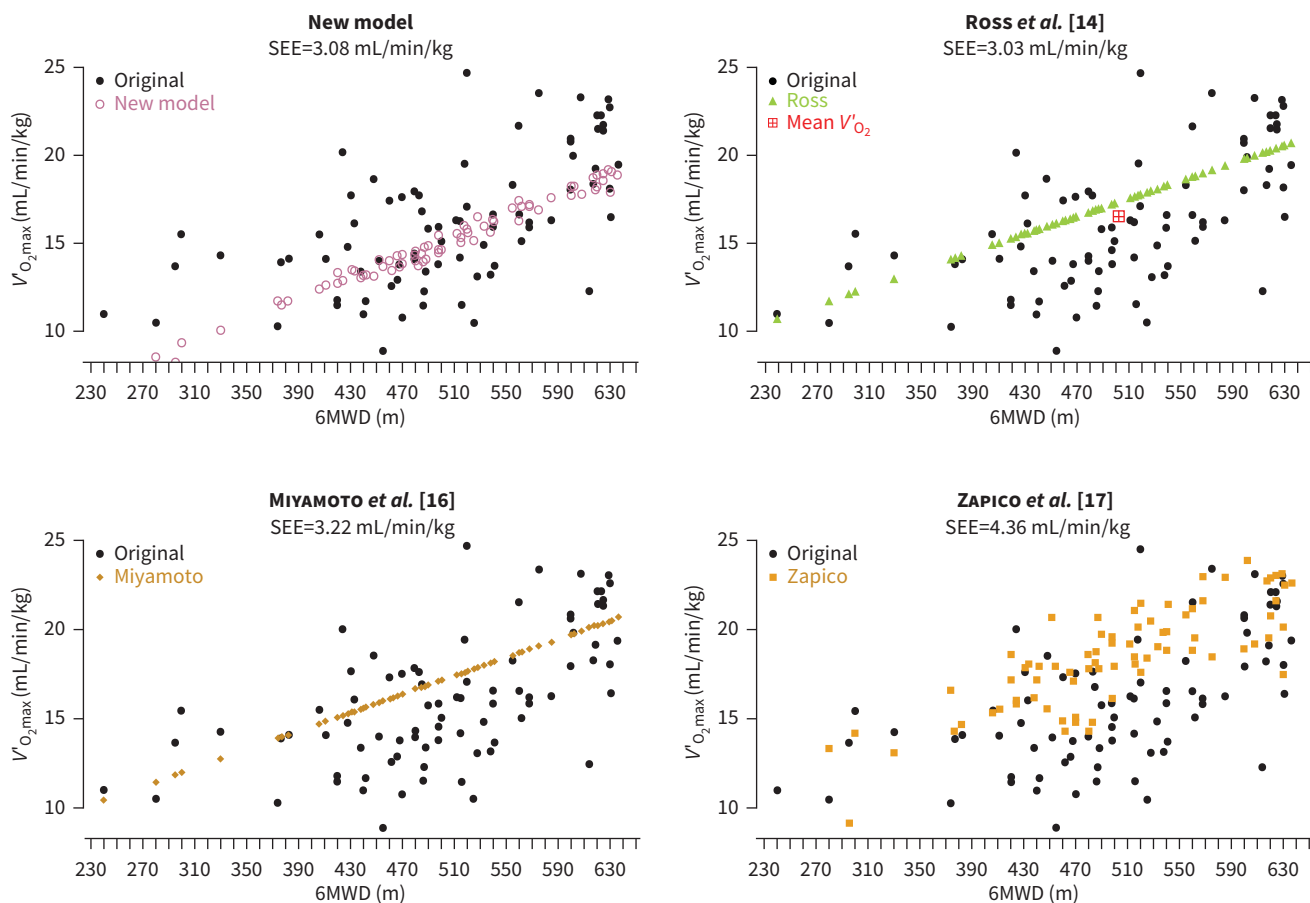 New model
SEE=3.08 mL/min/kg
Original
New model
V'O2max (mL/min/kg)
25
20
15
10
230 270 310 350 390 430 470 510 550 590 630
6MWD (m)
Ross et al. [14]
SEE=3.03 mL/min/kg
Original
Ross
Mean V'O2
V'O2max (mL/min/kg)
25
20
15
10
230 270 310 350 390 430 470 510 550 590 630
6MWD (m)
Miyamoto et al. [16]
SEE=3.22 mL/min/kg
Original
Miyamoto
V'O2max (mL/min/kg)
25
20
15
10
230 270 310 350 390 430 470 510 550 590 630
6MWD (m)
Zapico et al. [17]
SEE=4.36 mL/min/kg
Original
Zapico
V'O2max (mL/min/kg)
25
20
15
10
230 270 310 350 390 430 470 510 550 590 630
6MWD (m)